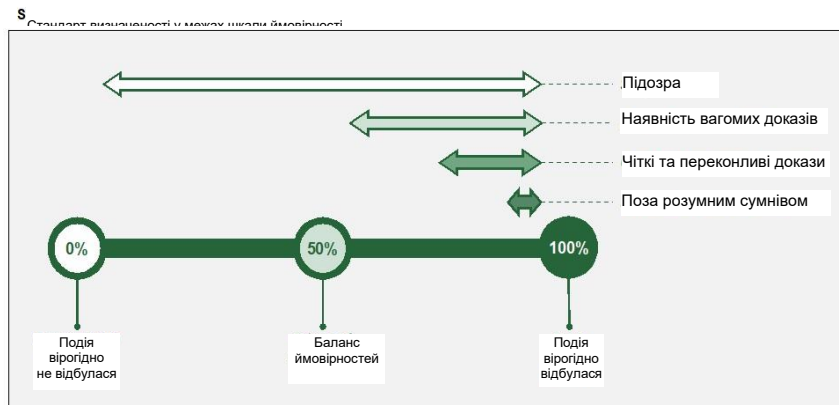 S
Стандарт визначеності у межах шкали ймовірності
Підозра
Наявність вагомих доказів
Чіткі та переконливі докази
Поза розумним сумнівом
0%
50%
100%
Подія
вірогідно
не відбулася
Баланс
ймовірностей
Подія
вірогідно
відбулася